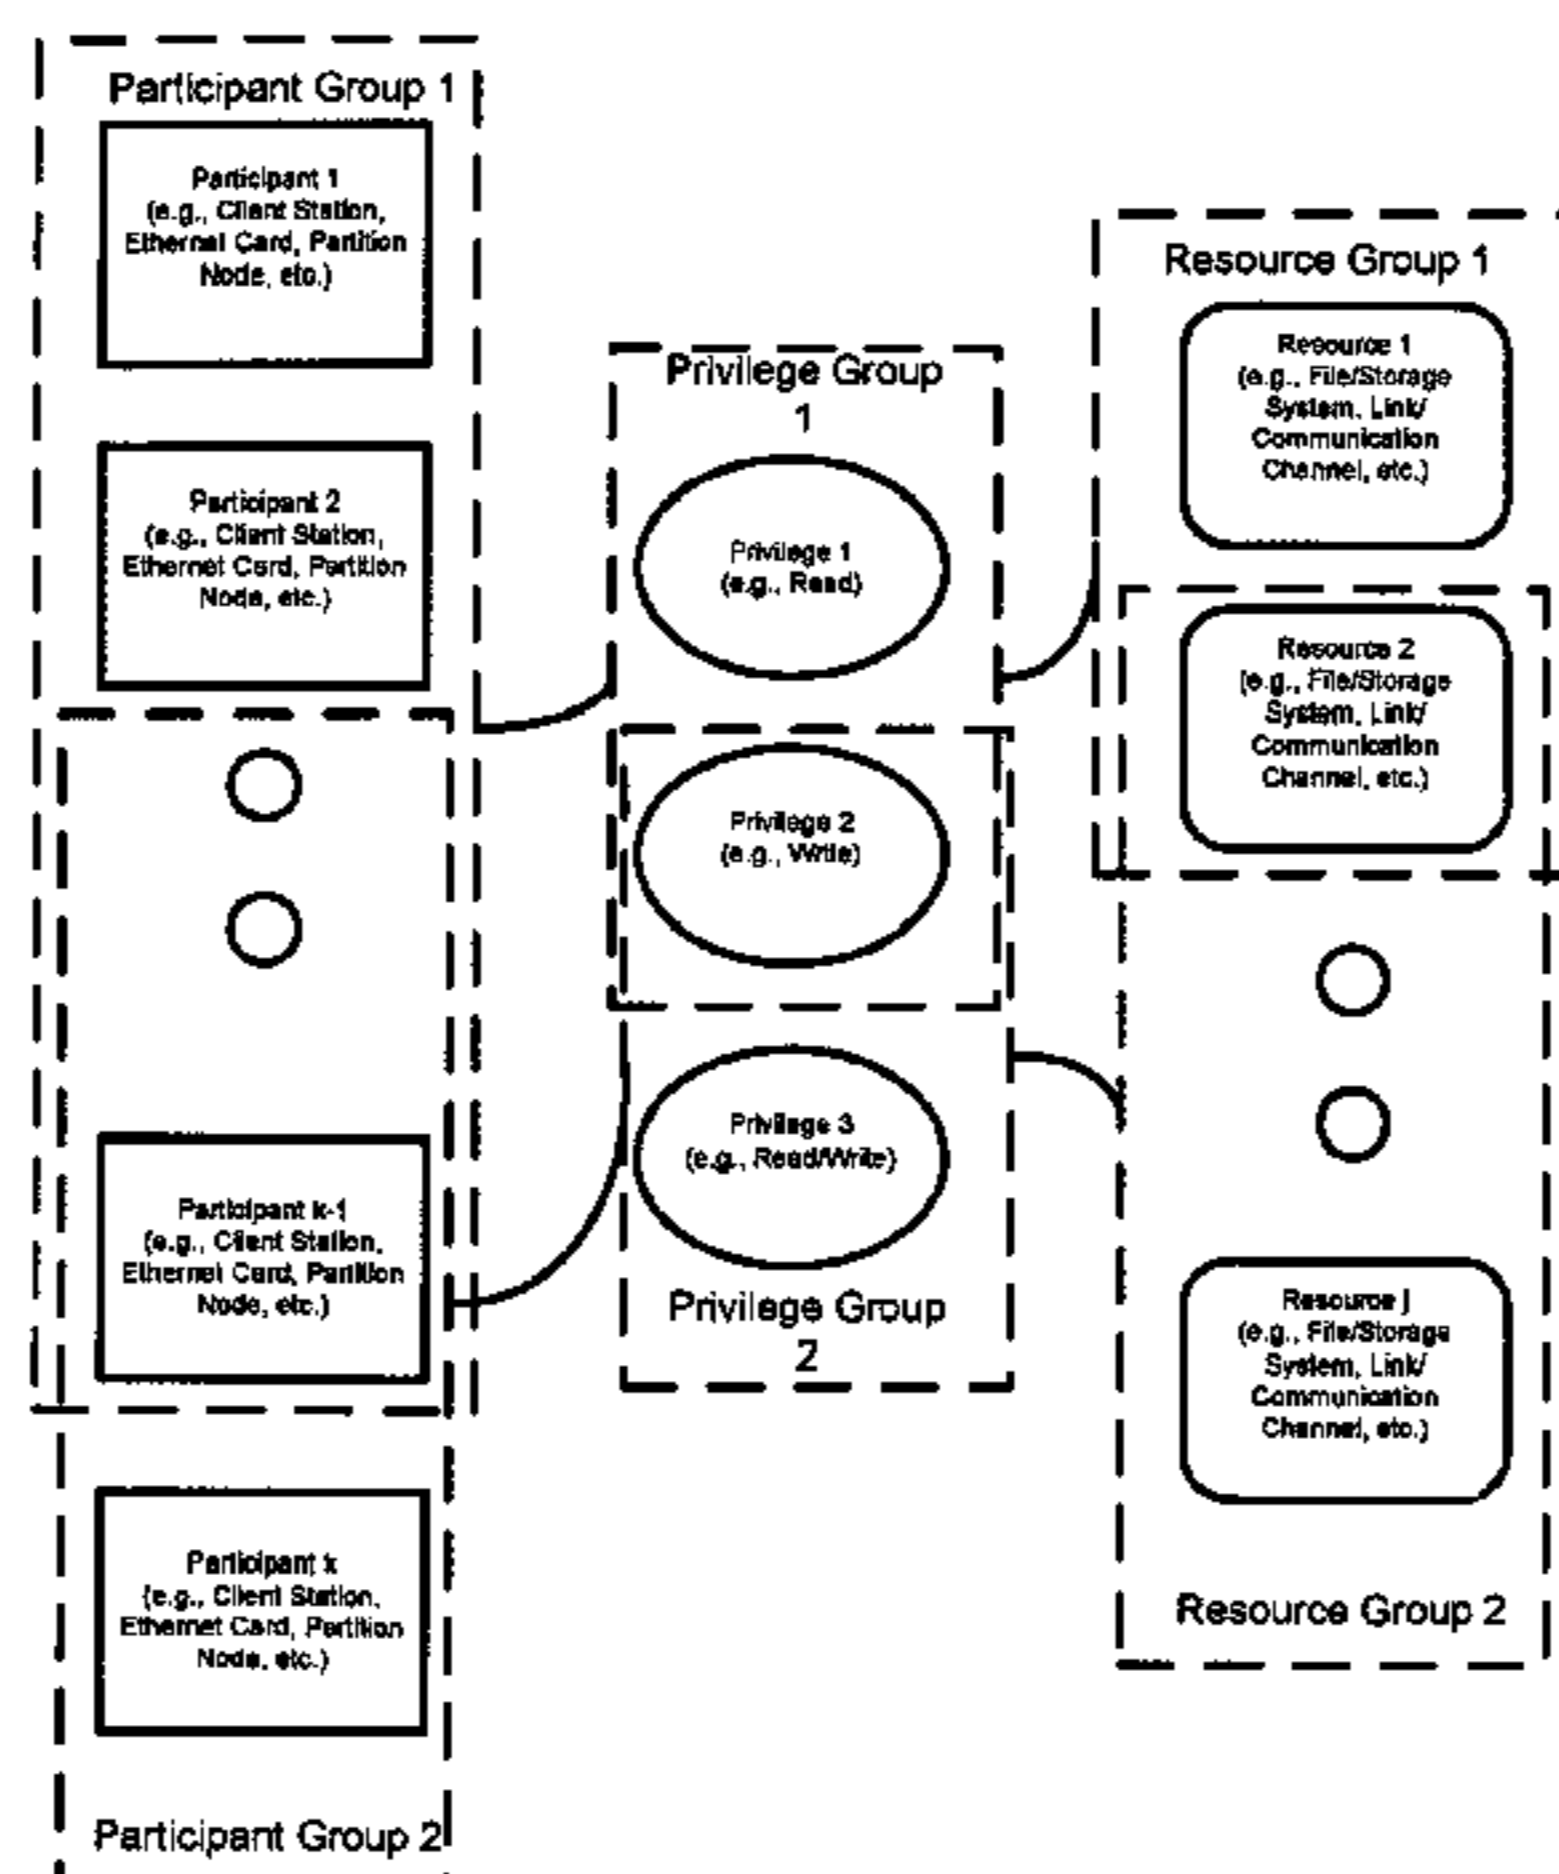 Participant Group 1
Participant 1
(e.g., Client Station,
Ethernet Card, Partition
Node, etc.)
Participant 2
(e.g., Client Station,
Ethernet Card, Partition
Node, etc.)
Participant k-1
(e.g., Client Station,
Ethernet Card, Partition
Node, etc.)
Participant k
(e.g., Client Station,
Ethernet Card, Partition
Node, etc.)
Participant Group 2
Privilege Group
1
Privilege 1
(e.g., Read)
Privilege 2
(e.g., Write)
Privilege 3
(e.g., Read/Write)
Privilege Group
2
Resource Group 1
Resource 1
(e.g., File/Storage
System, Link/
Communication
Channel, etc.)
Resource 2
(e.g., File/Storage
System, Link/
Communication
Channel, etc.)
Resource j
(e.g., File/Storage
System, Link/
Communication
Channel, etc.)
Resource Group 2